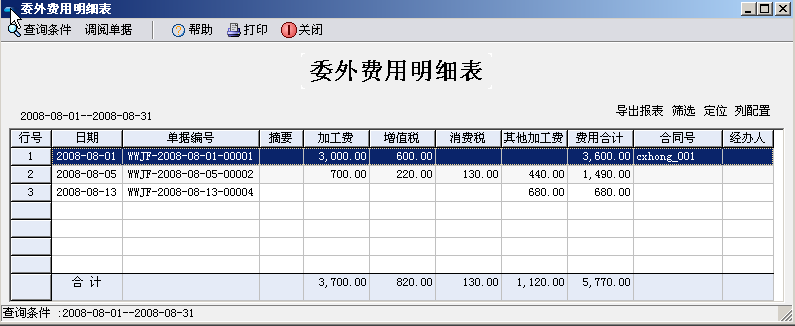 委外费用明细表
查询条件 调阅单据 帮助 打印 关闭
委外费用明细表
2008-08-01--2008-08-31 导出报表 筛选 定位 列配置
行号 日期 单据编号 摘要 加工费 增值税 消费税 其他加工费 费用合计 合同号 经办人
1 2008-08-01 WWJF-2008-08-01-00001 3,000.00 600.00 3,600.00 cxhong_001
2 2008-08-05 WWJF-2008-08-05-00002 700.00 220.00 130.00 440.00 1,490.00
3 2008-08-13 WWJF-2008-08-13-00004 680.00 680.00
合 计 3,700.00 820.00 130.00 1,120.00 5,770.00
查询条件 :2008-08-01--2008-08-31